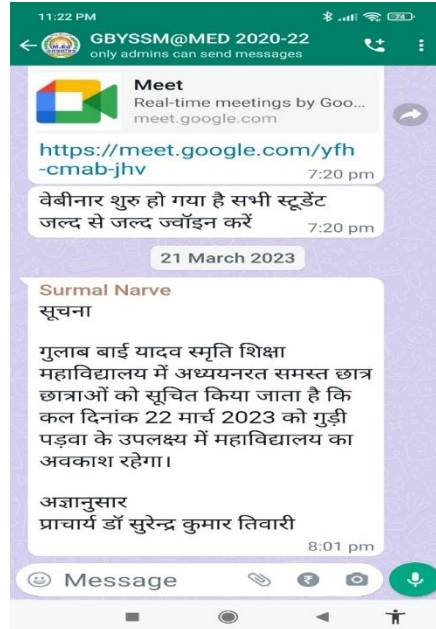 11:22 PM
74
GBYSSM@MED 2020-22
only admins can send messages
Meet
Real-time meetings by Goo...
meet.google.com
https://meet.google.com/yfh
-cmab-jhv
7:20 pm
वेबीनार शुरु हो गया है सभी स्टूडेंट
जल्द से जल्द ज्वॉइन करें
7:20 pm
21 March 2023
Surmal Narve
सूचना
गुलाब बाई यादव स्मृति शिक्षा
महाविद्यालय में अध्ययनरत समस्त छात्र
छात्राओं को सूचित किया जाता है कि
कल दिनांक 22 मार्च 2023 को गुड़ी
पड़वा के उपलक्ष्य में महाविद्यालय का
अवकाश रहेगा।
अज्ञानुसार
प्राचार्य डॉ सुरेन्द्र कुमार तिवारी
8:01 pm
Message